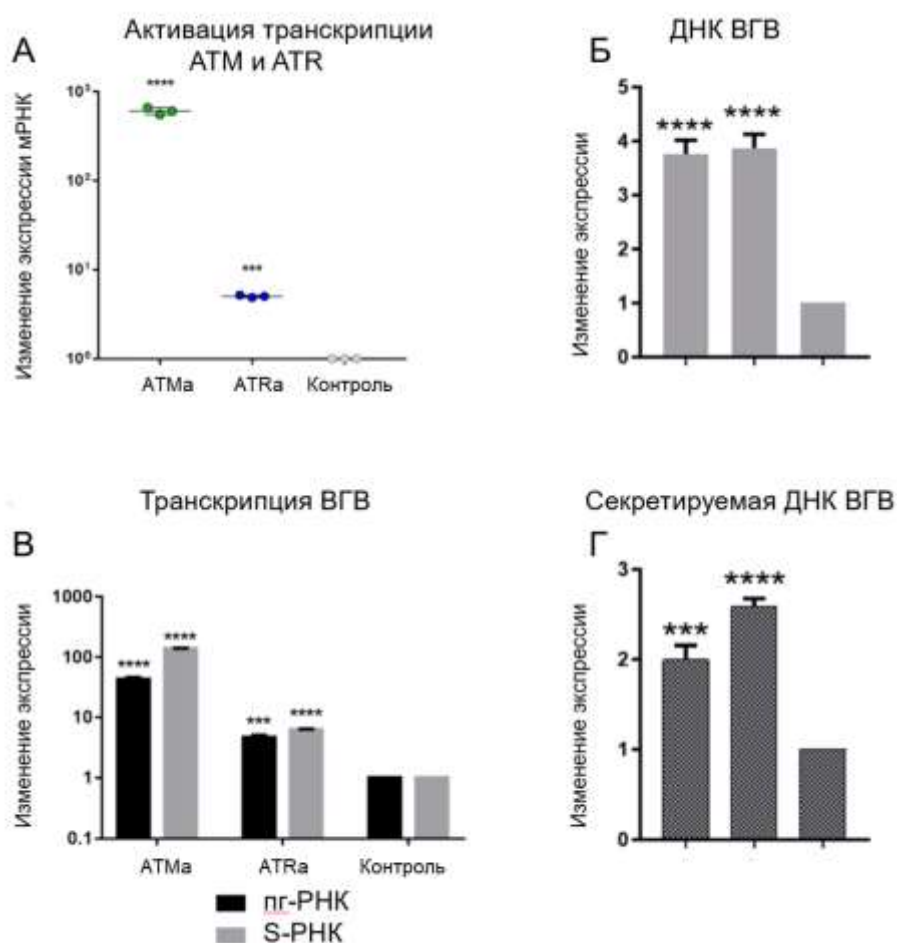 А
Активация транскрипции
ATM и ATR
Изменение экспрессии мРНК
10³
10²
10¹
10⁰
****
***
ATMa
ATRa
Контроль
Б
ДНК ВГВ
Изменение экспрессии
5
4
3
2
1
0
****
****
В
Транскрипция ВГВ
Изменение экспрессии
1000
100
10
1
0.1
****
****
***
****
ATMa
ATRa
Контроль
пг-РНК
S-РНК
Г
Секретируемая ДНК ВГВ
Изменение экспрессии
3
2
1
0
***
****